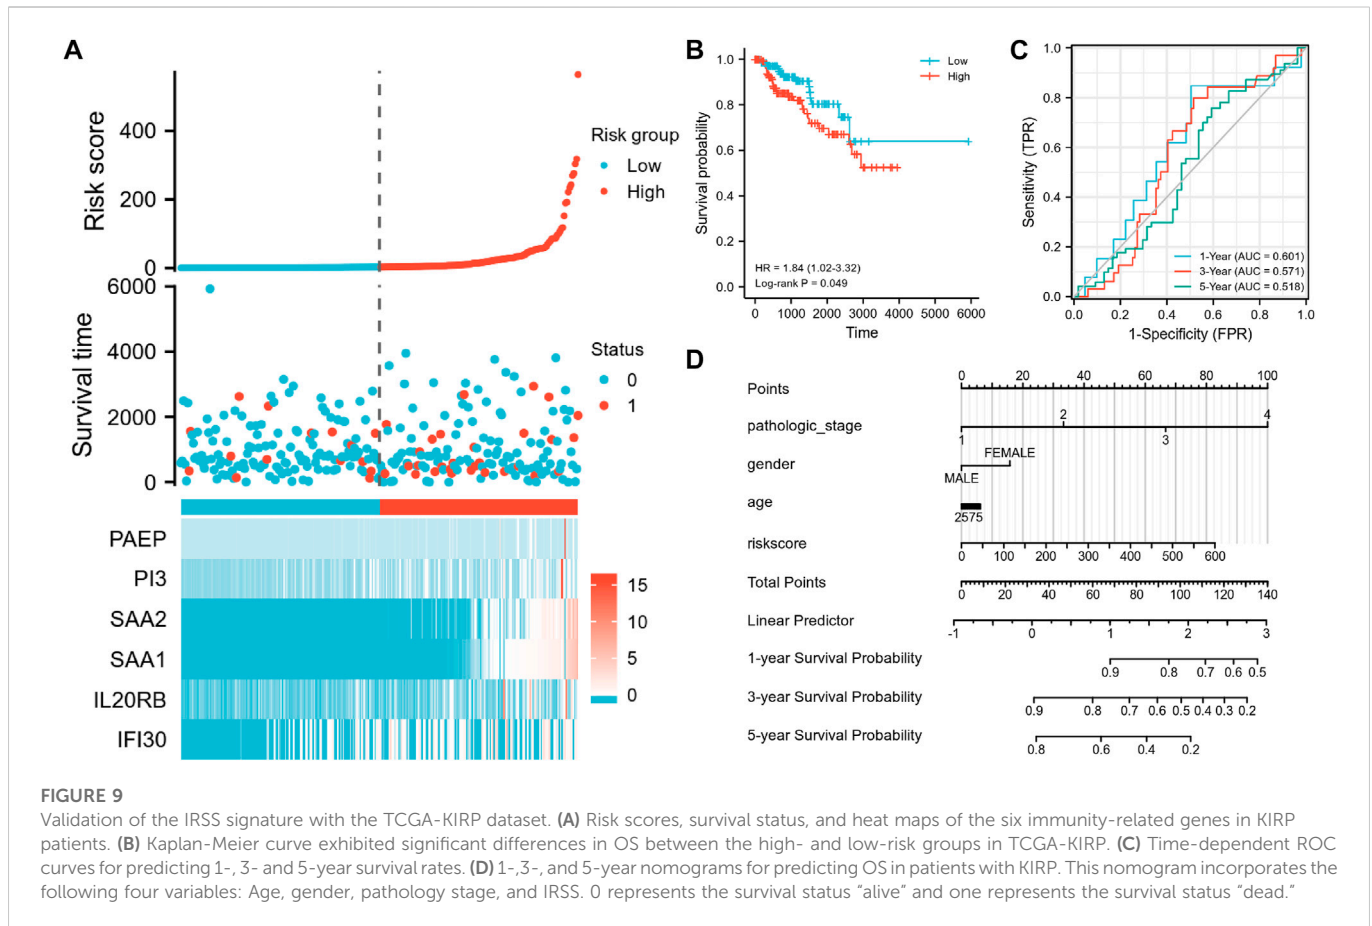 A
Risk score
400
200
0
Risk group
Low
High
Survival time
6000
4000
2000
0
Status
0
1
PAEP
PI3
SAA2
SAA1
IL20RB
IFI30
15
10
5
0
B
Survival probability
1.0
0.8
0.6
0.4
0.2
0.0
Low
High
HR = 1.84 (1.02-3.32)
Log-rank P = 0.049
0 1000 2000 3000 4000 5000 6000
Time
C
Sensitivity (TPR)
1.0
0.8
0.6
0.4
0.2
0.0
1-Year (AUC = 0.601)
3-Year (AUC = 0.571)
5-Year (AUC = 0.518)
0.0 0.2 0.4 0.6 0.8 1.0
1-Specificity (FPR)
D
Points
0 20 40 60 80 100
pathologic_stage
2 4
1 3
gender
FEMALE
MALE
age
2575
riskscore
0 100 200 300 400 500 600
Total Points
0 20 40 60 80 100 120 140
Linear Predictor
-1 0 1 2 3
1-year Survival Probability
0.9 0.8 0.7 0.6 0.5
3-year Survival Probability
0.9 0.8 0.7 0.6 0.5 0.4 0.3 0.2
5-year Survival Probability
0.8 0.6 0.4 0.2
FIGURE 9
Validation of the IRSS signature with the TCGA-KIRP dataset. (A) Risk scores, survival status, and heat maps of the six immunity-related genes in KIRP
patients. (B) Kaplan-Meier curve exhibited significant differences in OS between the high- and low-risk groups in TCGA-KIRP. (C) Time-dependent ROC
curves for predicting 1-, 3- and 5-year survival rates. (D) 1-,3-, and 5-year nomograms for predicting OS in patients with KIRP. This nomogram incorporates the
following four variables: Age, gender, pathology stage, and IRSS. 0 represents the survival status “alive” and one represents the survival status “dead.”